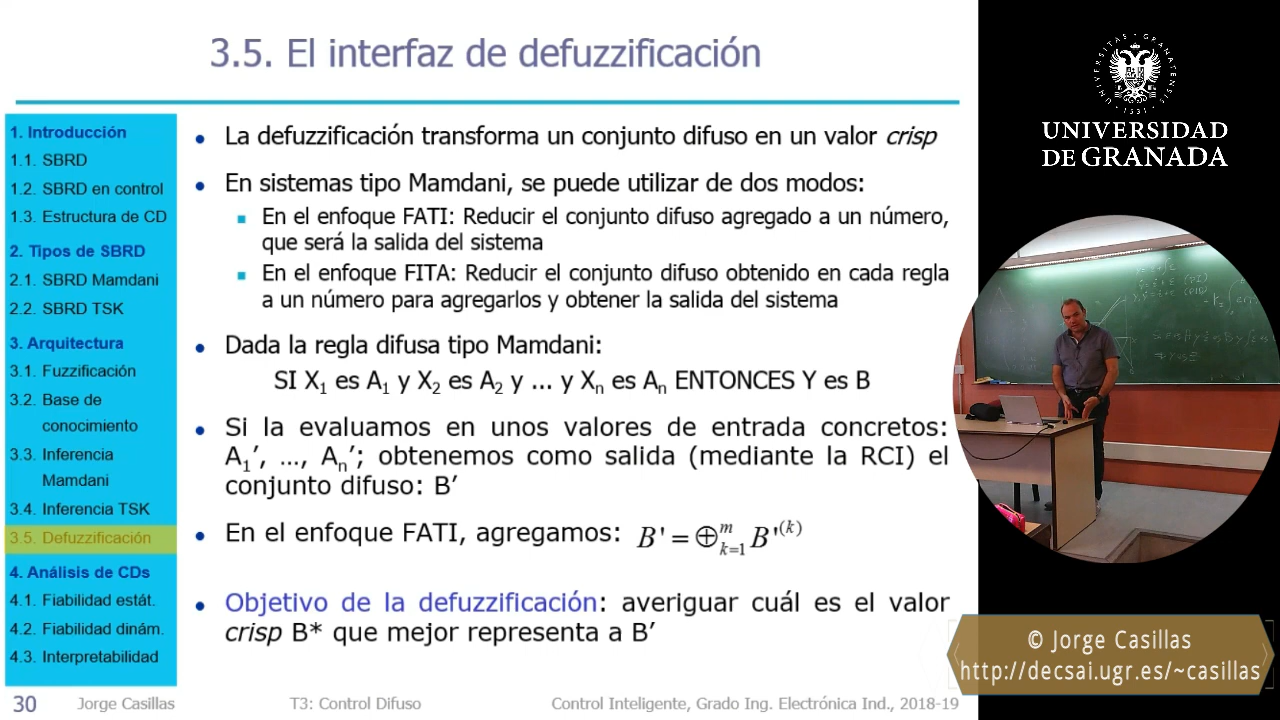 3.5. El interfaz de defuzzificación
1. Introducción
1.1. SBRD
1.2. SBRD en control
1.3. Estructura de CD
2. Tipos de SBRD
2.1. SBRD Mamdani
2.2. SBRD TSK
3. Arquitectura
3.1. Fuzzificación
3.2. Base de
conocimiento
3.3. Inferencia
Mamdani
3.4. Inferencia TSK
3.5. Defuzzificación
4. Análisis de CDs
4.1. Fiabilidad estát.
4.2. Fiabilidad dinám.
4.3. Interpretabilidad
• La defuzzificación transforma un conjunto difuso en un valor crisp
• En sistemas tipo Mamdani, se puede utilizar de dos modos:
▪ En el enfoque FATI: Reducir el conjunto difuso agregado a un número,
que será la salida del sistema
▪ En el enfoque FITA: Reducir el conjunto difuso obtenido en cada regla
a un número para agregarlos y obtener la salida del sistema
• Dada la regla difusa tipo Mamdani:
SI X₁ es A₁ y X₂ es A₂ y ... y Xₙ es Aₙ ENTONCES Y es B
• Si la evaluamos en unos valores de entrada concretos:
A₁′, …, Aₙ′; obtenemos como salida (mediante la RCI) el
conjunto difuso: B′
• En el enfoque FATI, agregamos: B' = ⊕ₖ₌₁ᵐ B'⁽ᵏ⁾
• Objetivo de la defuzzificación: averiguar cuál es el valor
crisp B* que mejor representa a B′
30 Jorge Casillas T3: Control Difuso Control Inteligente, Grado Ing. Electrónica Ind., 2018-19
UNIVERSITAS · GRANATENSIS · 1531 ·
UNIVERSIDAD
DE GRANADA
© Jorge Casillas
http://decsai.ugr.es/~casillas